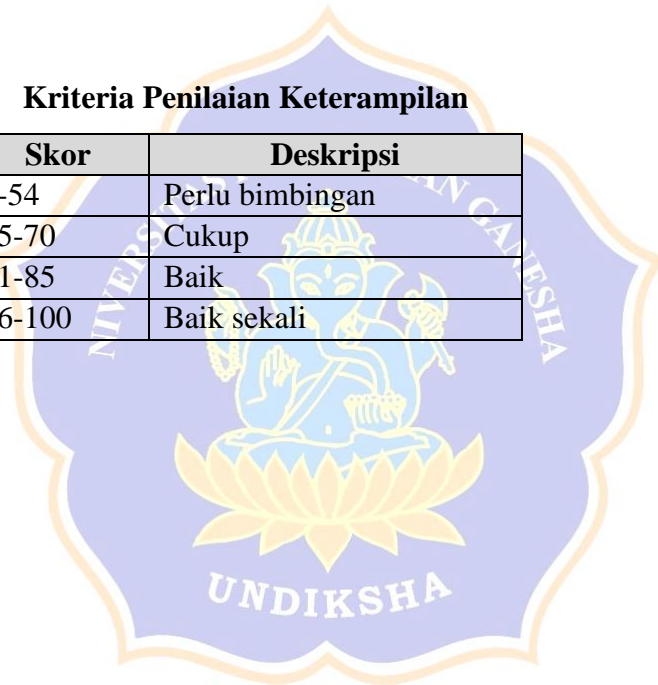 Kriteria Penilaian Keterampilan
Skor Deskripsi
-54 Perlu bimbingan
5-70 Cukup
1-85 Baik
6-100 Baik sekali
GANESHA
UNDIKSHA